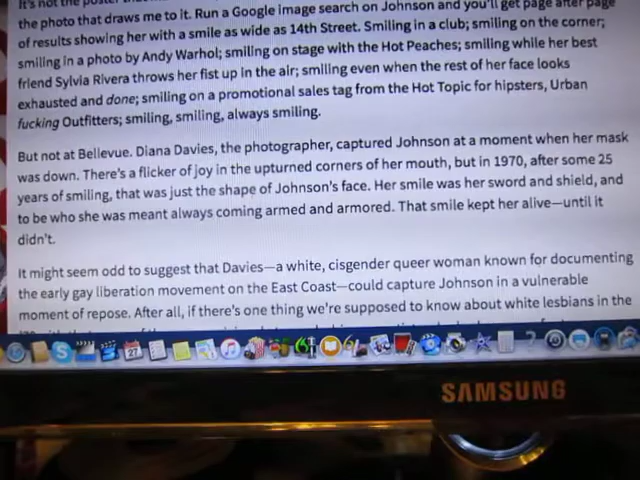 It's not the poster that
the photo that draws me to it. Run a Google image search on Johnson and you'll get page after page
of results showing her with a smile as wide as 14th Street. Smiling in a club; smiling on the corner;
smiling in a photo by Andy Warhol; smiling on stage with the Hot Peaches; smiling while her best
friend Sylvia Rivera throws her fist up in the air; smiling even when the rest of her face looks
exhausted and done; smiling on a promotional sales tag from the Hot Topic for hipsters, Urban
fucking Outfitters; smiling, smiling, always smiling.
But not at Bellevue. Diana Davies, the photographer, captured Johnson at a moment when her mask
was down. There's a flicker of joy in the upturned corners of her mouth, but in 1970, after some 25
years of smiling, that was just the shape of Johnson's face. Her smile was her sword and shield, and
to be who she was meant always coming armed and armored. That smile kept her alive—until it
didn't.
It might seem odd to suggest that Davies—a white, cisgender queer woman known for documenting
the early gay liberation movement on the East Coast—could capture Johnson in a vulnerable
moment of repose. After all, if there's one thing we're supposed to know about white lesbians in the
27
SAMSUNG